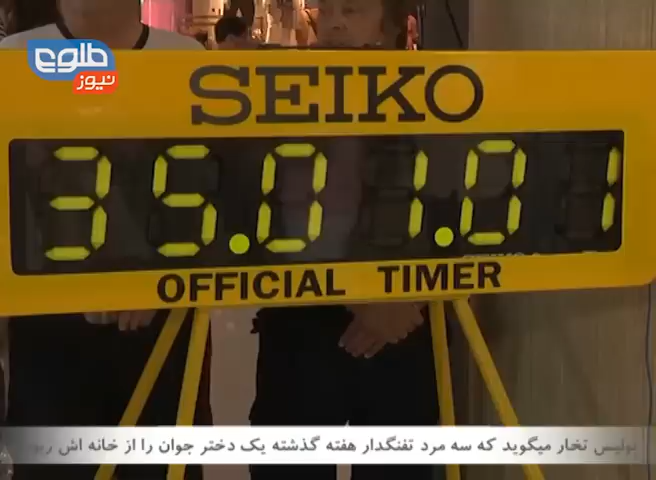 طلوع
نیوز
SEIKO
35.01.01
OFFICIAL TIMER
پولیس تخار میگوید که سه مرد تفنگدار هفته گذشته یک دختر جوان را از خانه اش